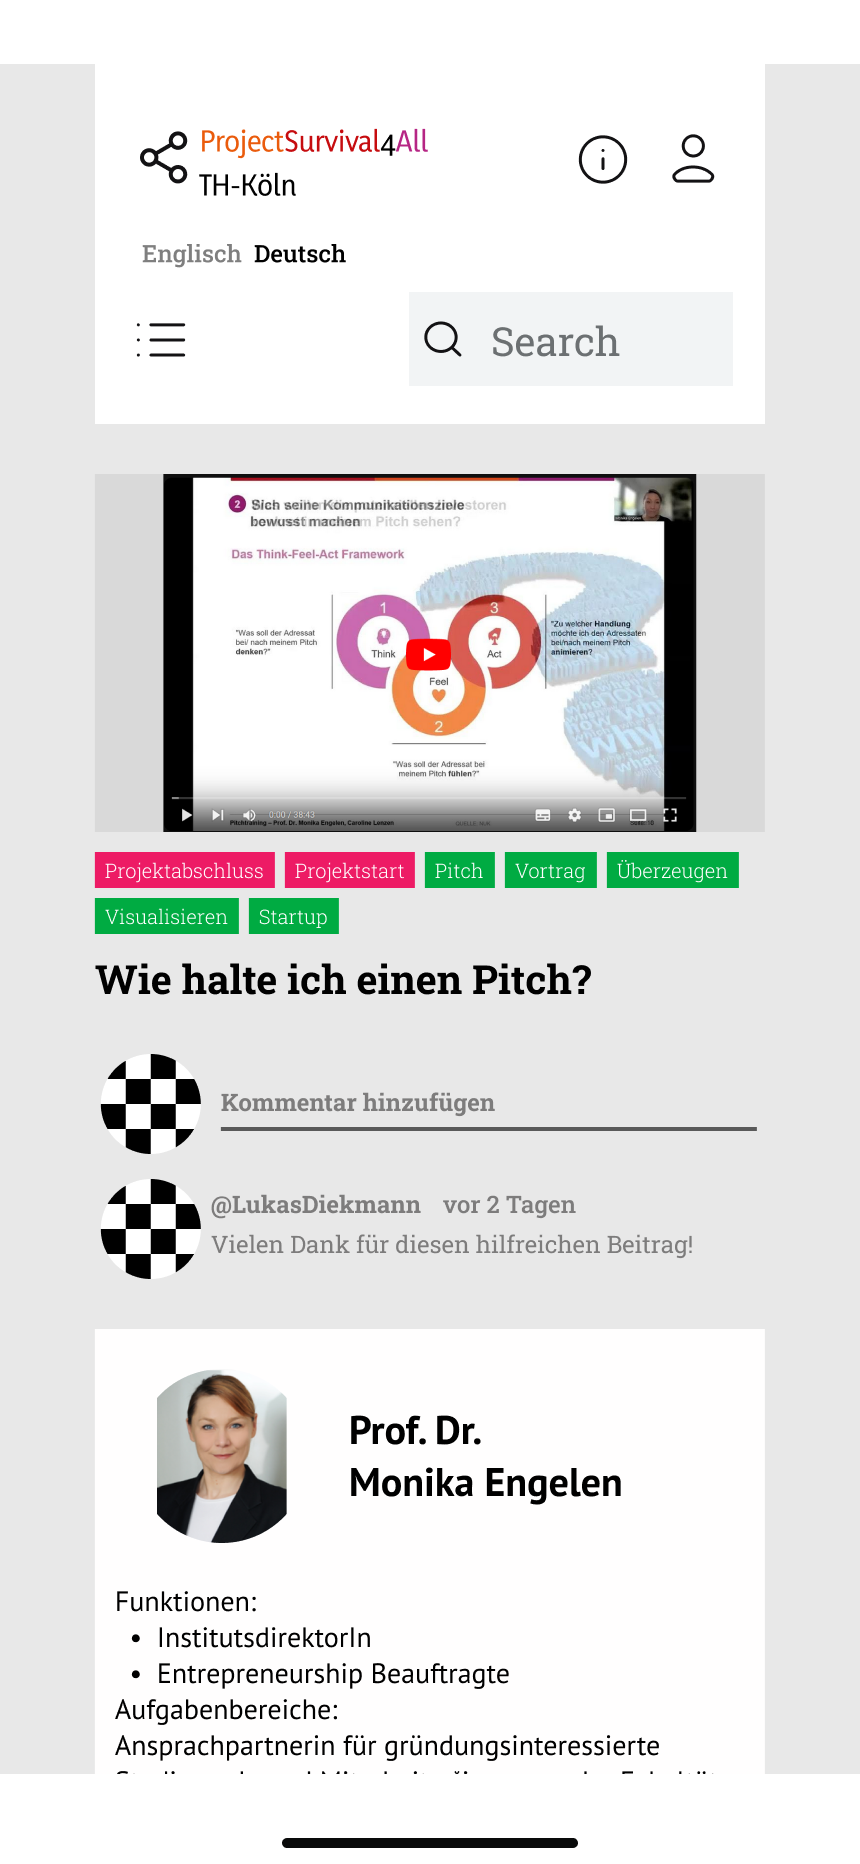 ProjectSurvival4All
TH-Köln
Englisch Deutsch
Search
2
bewusst machen
Das Think-Feel-Act Framework
1
3
"Was soll der Adressat
bei/ nach meinem Pitch
denken?"
"Zu welcher Handlung
möchte ich den Adressaten
bei/nach meinem Pitch
animieren?
Think
Act
Feel
2
"Was soll der Adressat bei
meinem Pitch fühlen?"
0:00 / 38:43
Pitchtraining – Prof. Dr. Monika Engelen, Caroline Lenzen
Projektabschluss Projektstart Pitch Vortrag Überzeugen
Visualisieren Startup
Wie halte ich einen Pitch?
Kommentar hinzufügen
@LukasDiekmann vor 2 Tagen
Vielen Dank für diesen hilfreichen Beitrag!
Prof. Dr.
Monika Engelen
Funktionen:
• InstitutsdirektorIn
• Entrepreneurship Beauftragte
Aufgabenbereiche:
Ansprachpartnerin für gründungsinteressierte